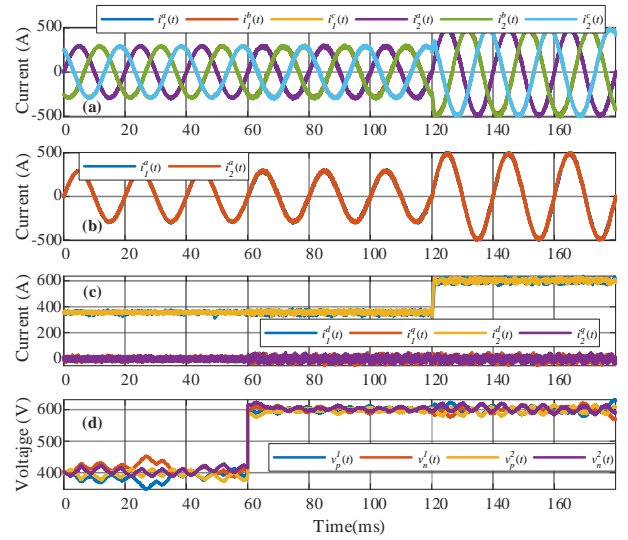 i₁ᵃ(t) i₁ᵇ(t) i₁ᶜ(t) i₂ᵃ(t) i₂ᵇ(t) i₂ᶜ(t)
500
0
-500
Current (A)
(a)
0 20 40 60 80 100 120 140 160
i₁ᵃ(t) i₂ᵃ(t)
500
0
-500
Current (A)
(b)
0 20 40 60 80 100 120 140 160
600
400
200
0
Current (A)
(c)
i₁ᵈ(t) i₁�q(t) i₂ᵈ(t) i₂q(t)
0 20 40 60 80 100 120 140 160
600
500
400
Voltajge (V)
(d)
vₚ¹(t) vₙ¹(t) vₚ²(t) vₙ²(t)
0 20 40 60 80 100 120 140 160
Time(ms)